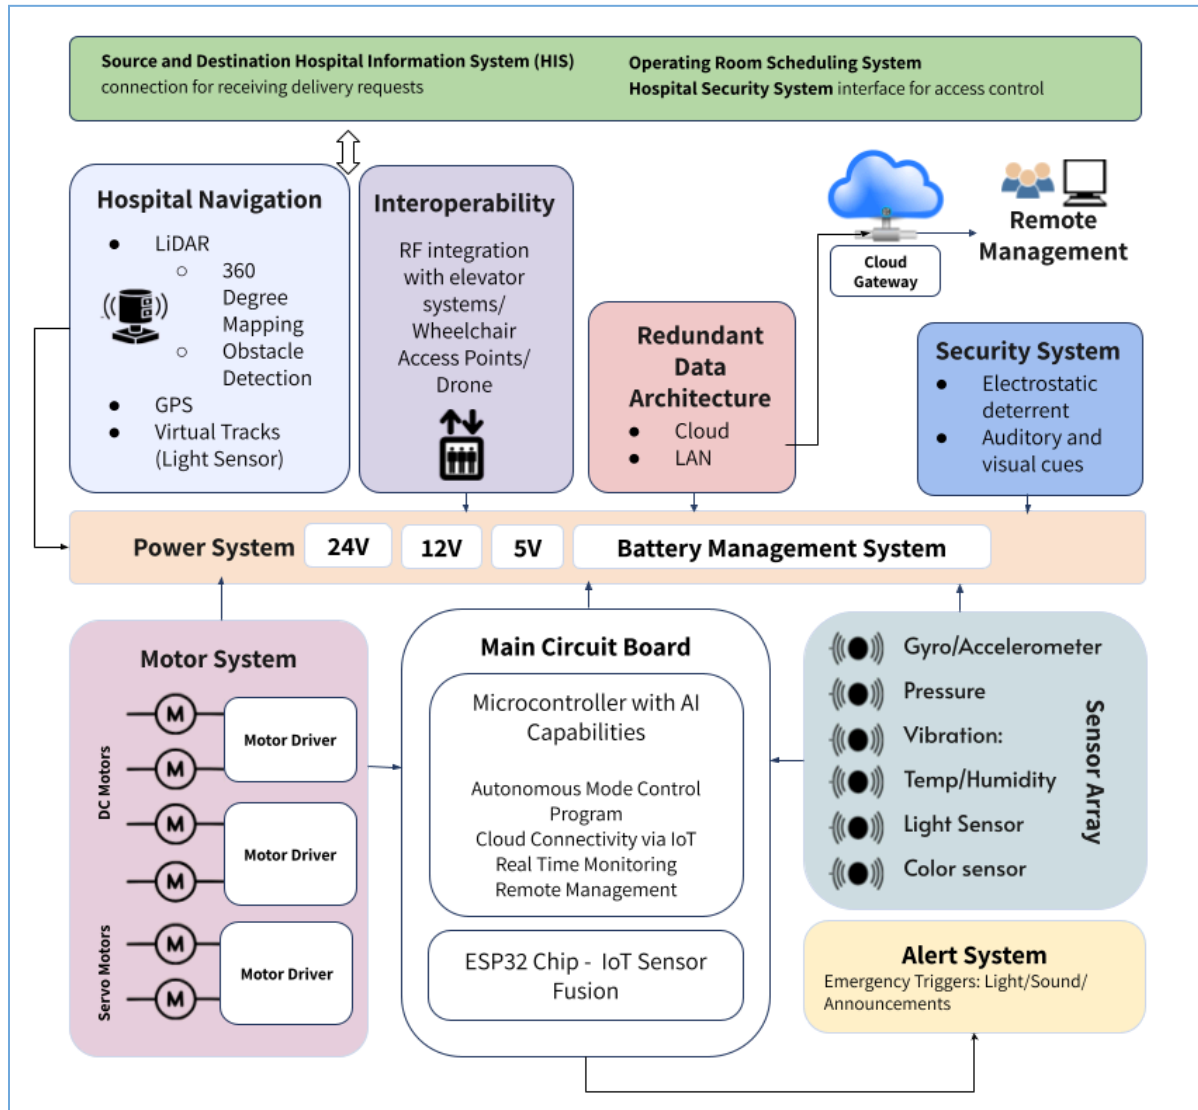 Source and Destination Hospital Information System (HIS)
connection for receiving delivery requests
Operating Room Scheduling System
Hospital Security System interface for access control
Hospital Navigation
● LiDAR
○ 360
Degree
Mapping
○ Obstacle
Detection
● GPS
● Virtual Tracks
(Light Sensor)
Interoperability
RF integration
with elevator
systems/
Wheelchair
Access Points/
Drone
Redundant
Data
Architecture
● Cloud
● LAN
Cloud
Gateway
Remote
Management
Security System
● Electrostatic
deterrent
● Auditory and
visual cues
Power System
24V
12V
5V
Battery Management System
Motor System
DC Motors
M
M
M
M
Servo Motors
M
M
Motor Driver
Motor Driver
Motor Driver
Main Circuit Board
Microcontroller with AI
Capabilities
Autonomous Mode Control
Program
Cloud Connectivity via IoT
Real Time Monitoring
Remote Management
ESP32 Chip - IoT Sensor
Fusion
Gyro/Accelerometer
Pressure
Vibration:
Temp/Humidity
Light Sensor
Color sensor
Sensor Array
Alert System
Emergency Triggers: Light/Sound/
Announcements